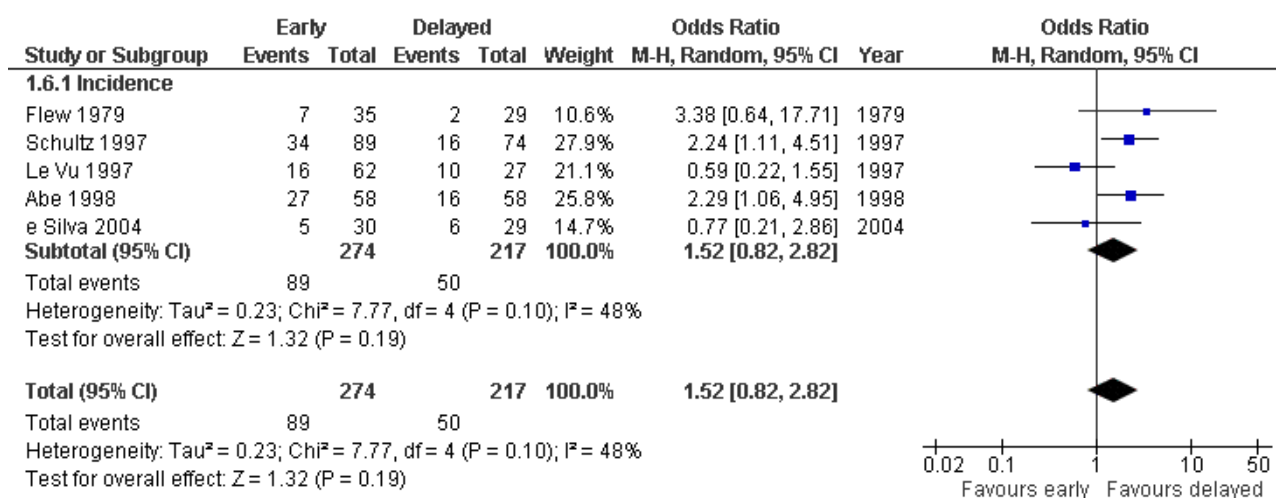 Early Delayed Odds Ratio Odds Ratio
Study or Subgroup Events Total Events Total Weight M-H, Random, 95% CI Year M-H, Random, 95% CI
1.6.1 Incidence
Flew 1979 7 35 2 29 10.6% 3.38 [0.64, 17.71] 1979
Schultz 1997 34 89 16 74 27.9% 2.24 [1.11, 4.51] 1997
Le Vu 1997 16 62 10 27 21.1% 0.59 [0.22, 1.55] 1997
Abe 1998 27 58 16 58 25.8% 2.29 [1.06, 4.95] 1998
e Silva 2004 5 30 6 29 14.7% 0.77 [0.21, 2.86] 2004
Subtotal (95% CI) 274 217 100.0% 1.52 [0.82, 2.82]
Total events 89 50
Heterogeneity: Tau² = 0.23; Chi² = 7.77, df = 4 (P = 0.10); I² = 48%
Test for overall effect: Z = 1.32 (P = 0.19)
Total (95% CI) 274 217 100.0% 1.52 [0.82, 2.82]
Total events 89 50
Heterogeneity: Tau² = 0.23; Chi² = 7.77, df = 4 (P = 0.10); I² = 48%
Test for overall effect: Z = 1.32 (P = 0.19)
0.02 0.1 1 10 50
Favours early Favours delayed